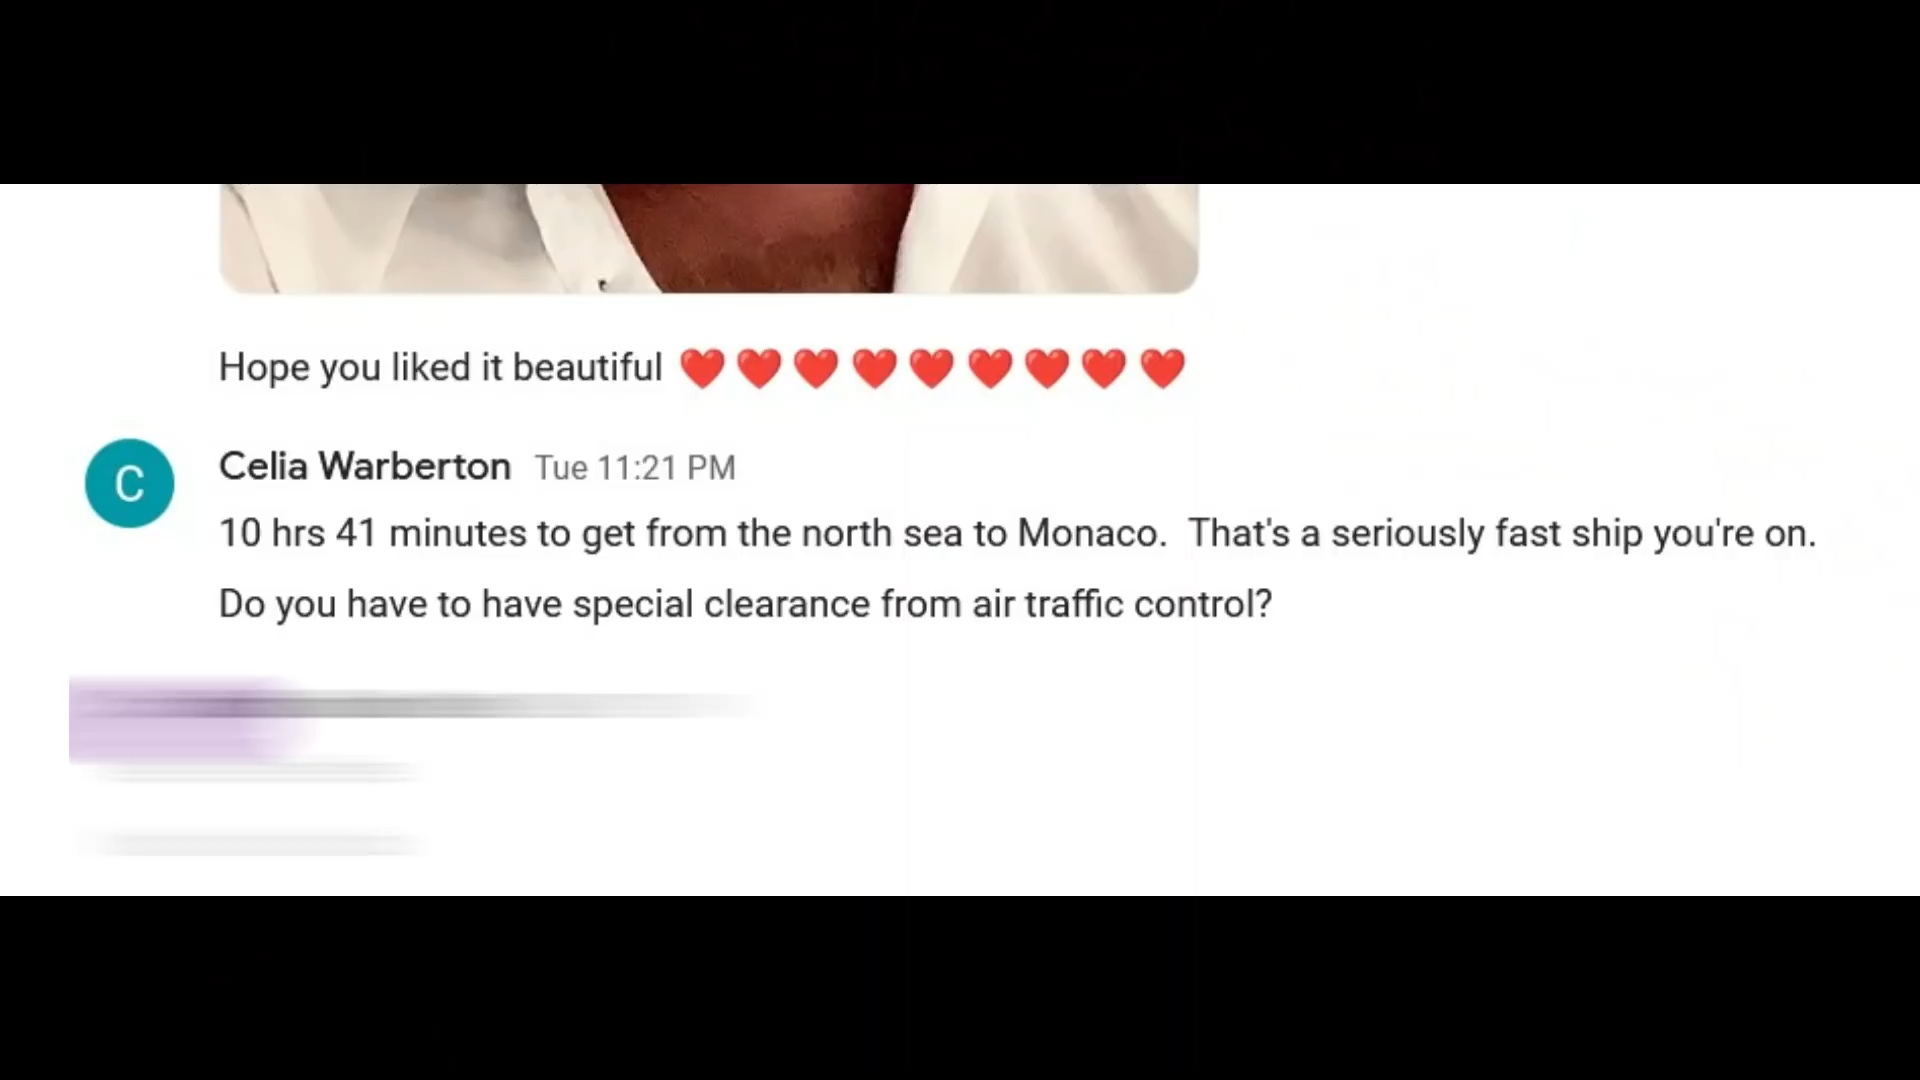 Hope you liked it beautiful ❤️❤️❤️❤️❤️❤️❤️❤️❤️
C
Celia Warberton Tue 11:21 PM
10 hrs 41 minutes to get from the north sea to Monaco.  That's a seriously fast ship you're on.
Do you have to have special clearance from air traffic control?